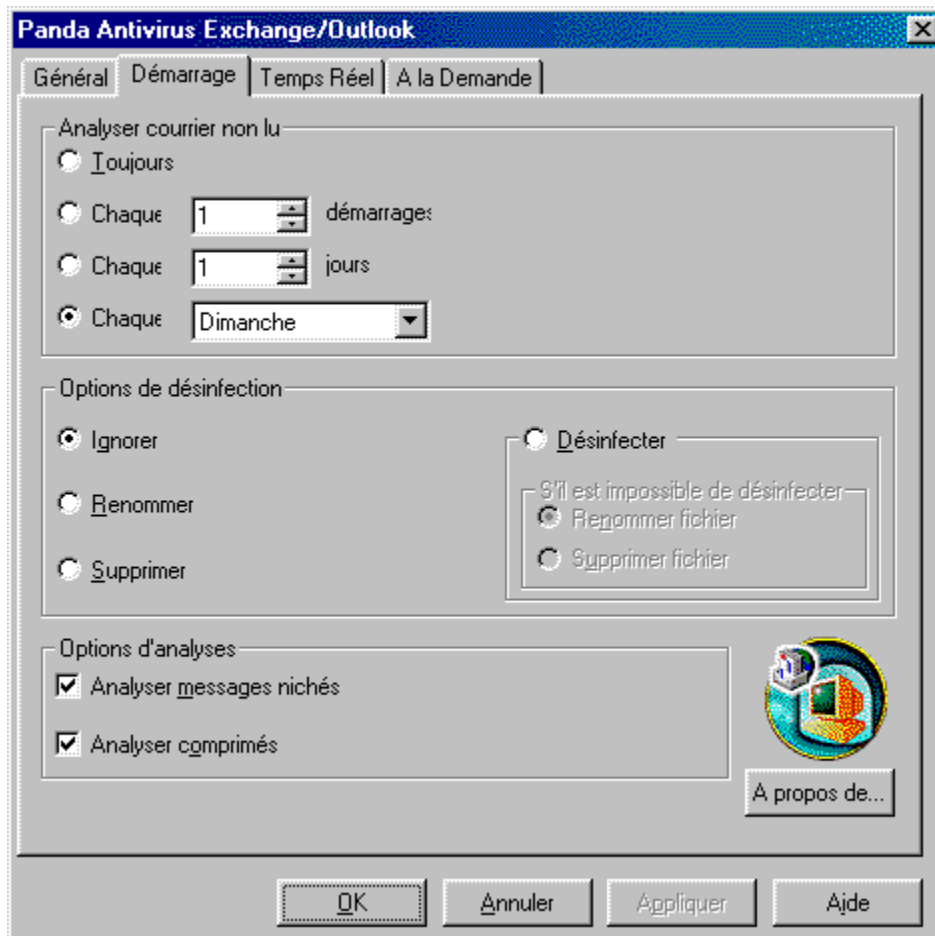 Panda Antivirus Exchange/Outlook
Général Démarrage Temps Réel A la Demande
Analyser courrier non lu
Toujours
Chaque 1 démarrages
Chaque 1 jours
Chaque Dimanche
Options de désinfection
Ignorer
Renommer
Supprimer
Désinfecter
S'il est impossible de désinfecter
Renommer fichier
Supprimer fichier
Options d'analyses
Analyser messages nichés
Analyser comprimés
A propos de...
OK Annuler Appliquer Aide